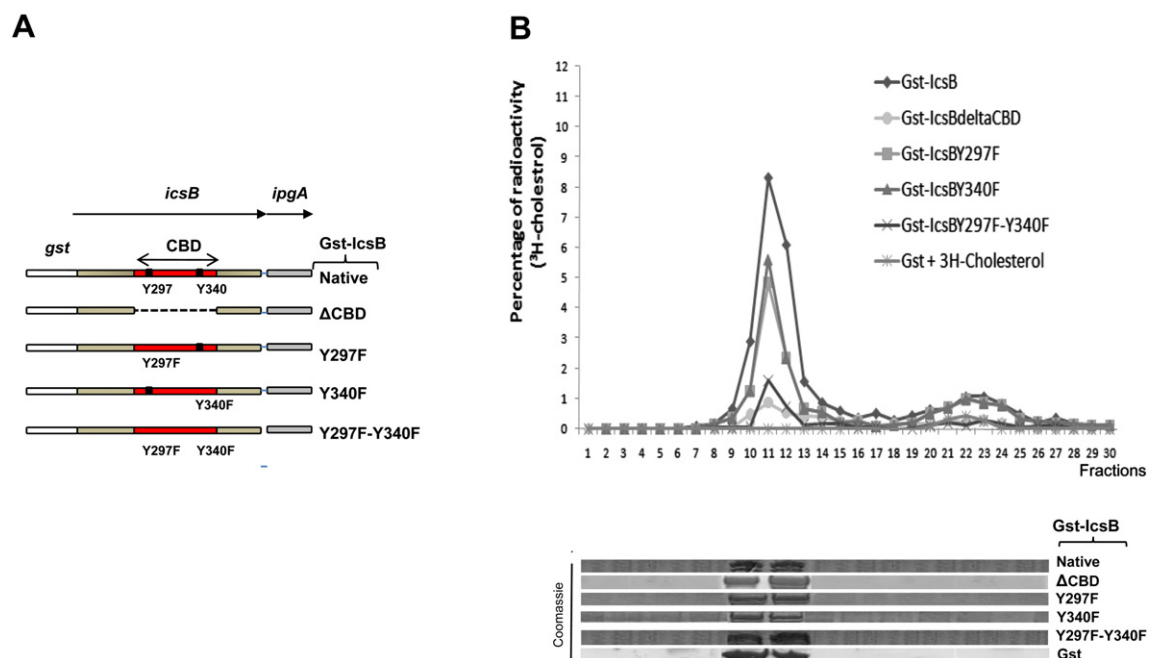 A
icsB
ipgA
gst
CBD
Gst-IcsB
Native
Y297
Y340
ΔCBD
Y297F
Y297F
Y340F
Y340F
Y297F-Y340F
Y297F
Y340F
B
Percentage of radioactivity
(³H-cholestrol)
12
11
10
9
8
7
6
5
4
3
2
1
0
Gst-IcsB
Gst-IcsBdeltaCBD
Gst-IcsBY297F
Gst-IcsBY340F
Gst-IcsBY297F-Y340F
Gst + 3H-Cholesterol
1 2 3 4 5 6 7 8 9 10 11 12 13 14 15 16 17 18 19 20 21 22 23 24 25 26 27 28 29 30
Fractions
Gst-IcsB
Coomassie
Native
ΔCBD
Y297F
Y340F
Y297F-Y340F
Gst